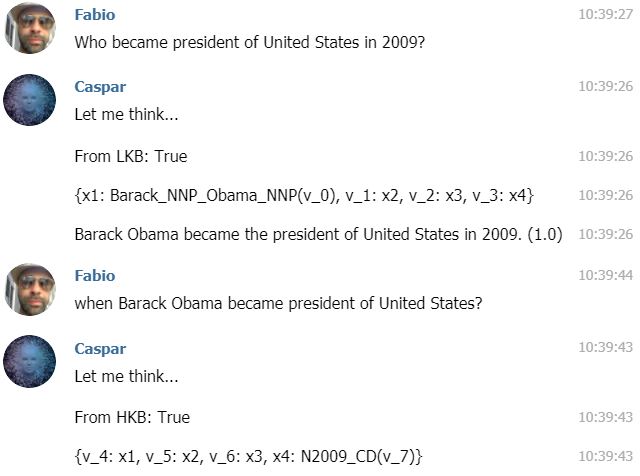 Fabio 10:39:27
Who became president of United States in 2009?
Caspar 10:39:26
Let me think...
From LKB: True 10:39:26
{x1: Barack_NNP_Obama_NNP(v_0), v_1: x2, v_2: x3, v_3: x4} 10:39:26
Barack Obama became the president of United States in 2009. (1.0) 10:39:26
Fabio 10:39:44
when Barack Obama became president of United States?
Caspar 10:39:43
Let me think...
From HKB: True 10:39:43
{v_4: x1, v_5: x2, v_6: x3, x4: N2009_CD(v_7)} 10:39:43